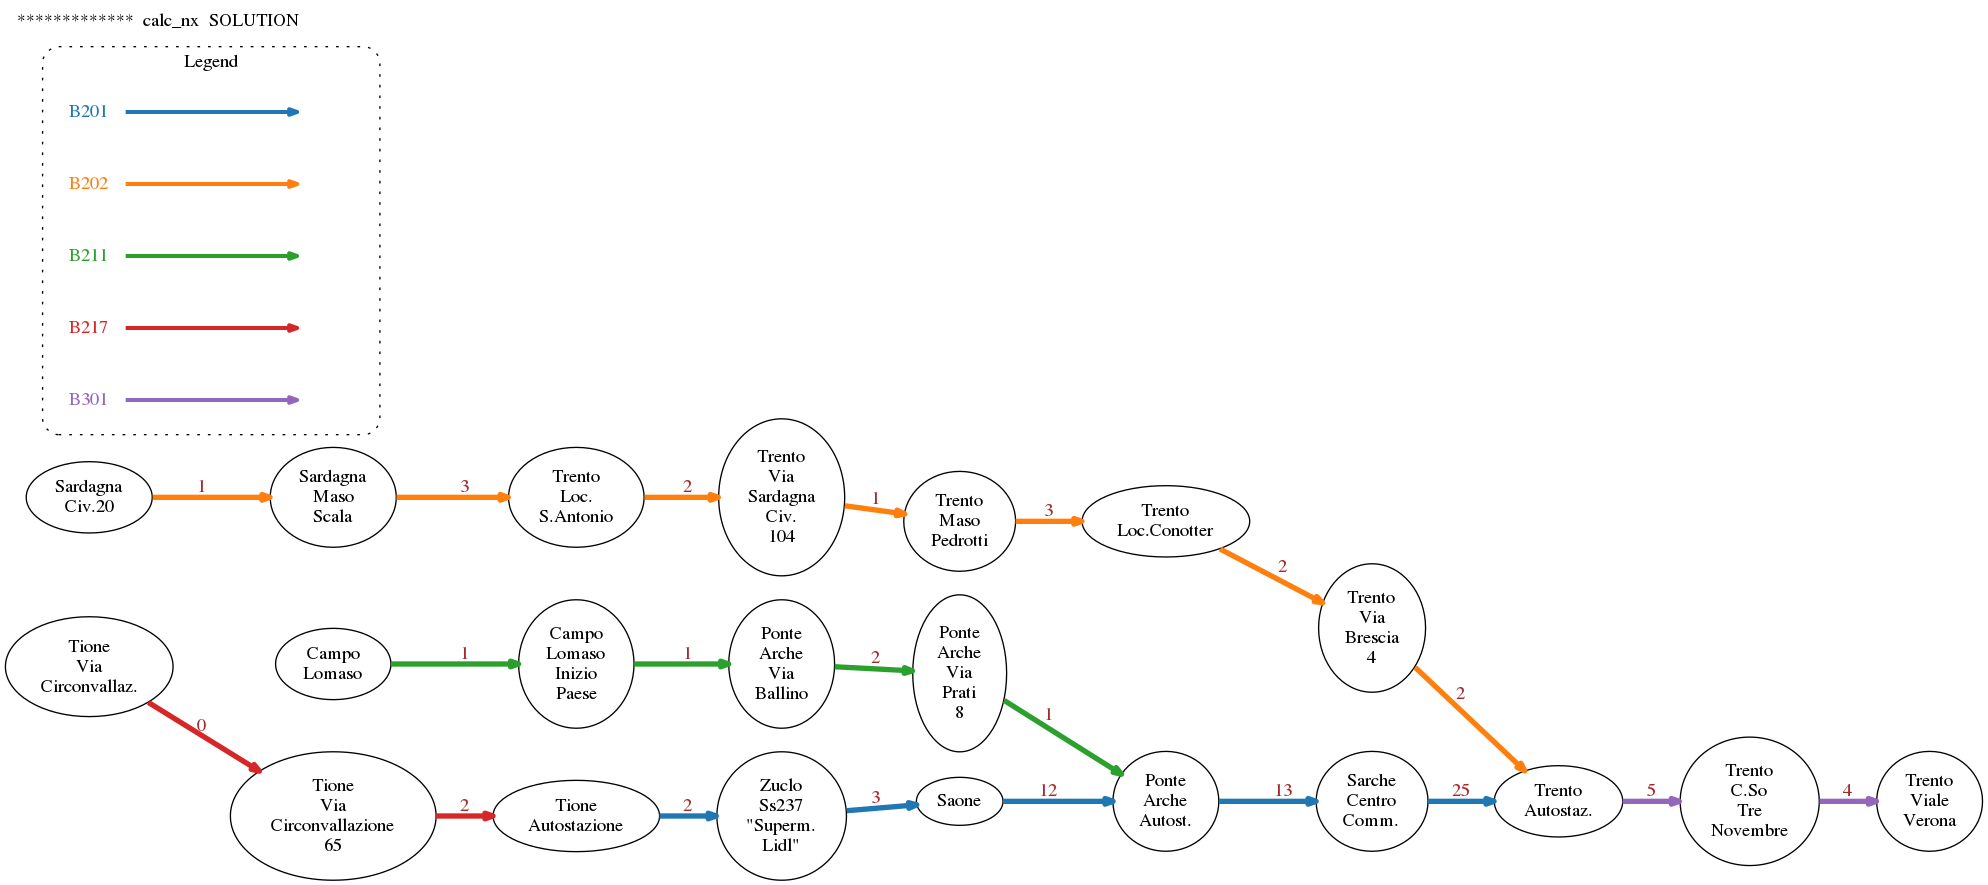 ************* calc_nx SOLUTION
Legend
B201
B202
B211
B217
B301
Sardagna
Civ.20
1
Sardagna
Maso
Scala
3
Trento
Loc.
S.Antonio
2
Trento
Via
Sardagna
Civ.
104
1
Trento
Maso
Pedrotti
3
Trento
Loc.Conotter
2
Trento
Via
Brescia
4
2
Tione
Via
Circonvallaz.
0
Campo
Lomaso
1
Campo
Lomaso
Inizio
Paese
1
Ponte
Arche
Via
Ballino
2
Ponte
Arche
Via
Prati
8
1
Tione
Via
Circonvallazione
65
2
Tione
Autostazione
2
Zuclo
Ss237
"Superm.
Lidl"
3
Saone
12
Ponte
Arche
Autost.
13
Sarche
Centro
Comm.
25
Trento
Autostaz.
5
Trento
C.So
Tre
Novembre
4
Trento
Viale
Verona